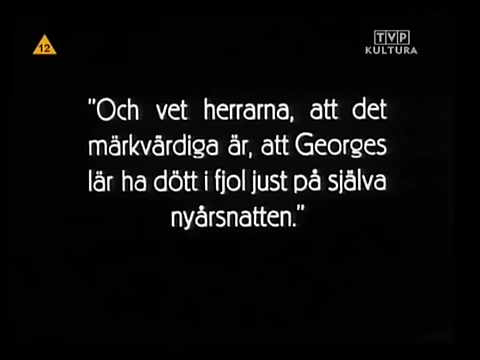 12
TVP
KULTURA
"Och vet herrarna, att det
märkvärdiga är, att Georges
lär ha dött i fjol just på själva
nyårsnatten."